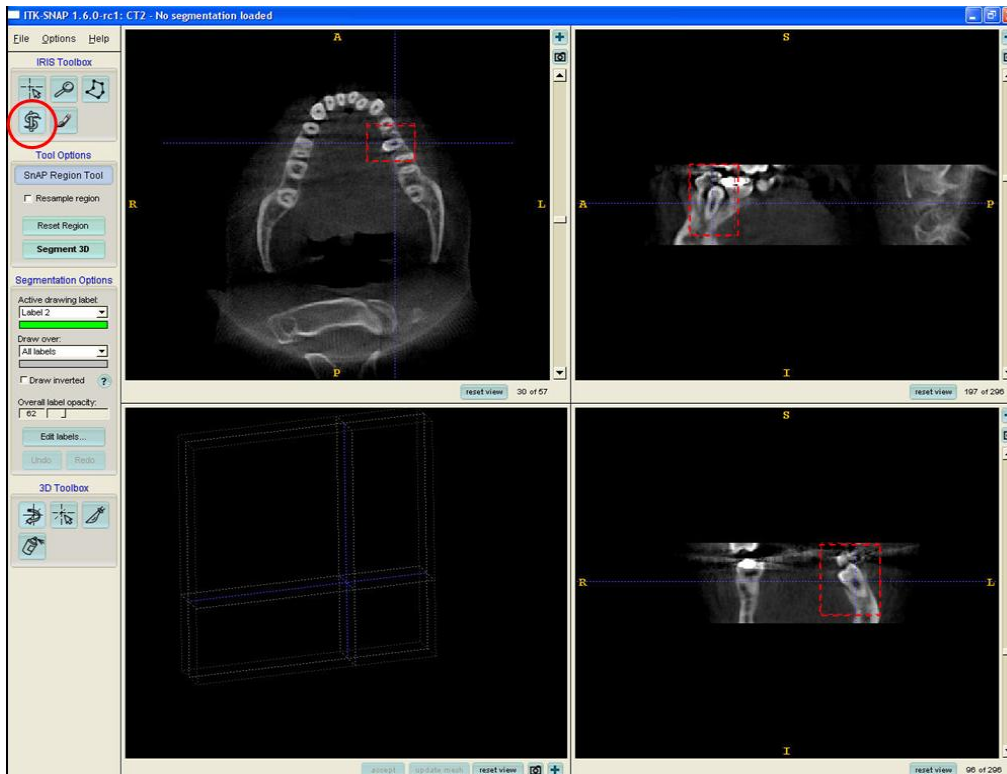 ITK-SNAP 1.6.0-rc1: CT2 - No segmentation loaded
File Options Help
IRIS Toolbox
Tool Options
SnAP Region Tool
Resample region
Reset Region
Segment 3D
Segmentation Options
Active drawing label:
Label 2
Draw over:
All labels
Draw inverted ?
Overall label opacity:
62
Edit labels...
Undo Redo
3D Toolbox
A
R L
P
reset view 30 of 57
S
A P
I
reset view 197 of 296
accept update mesh reset view
S
R L
I
reset view 96 of 296